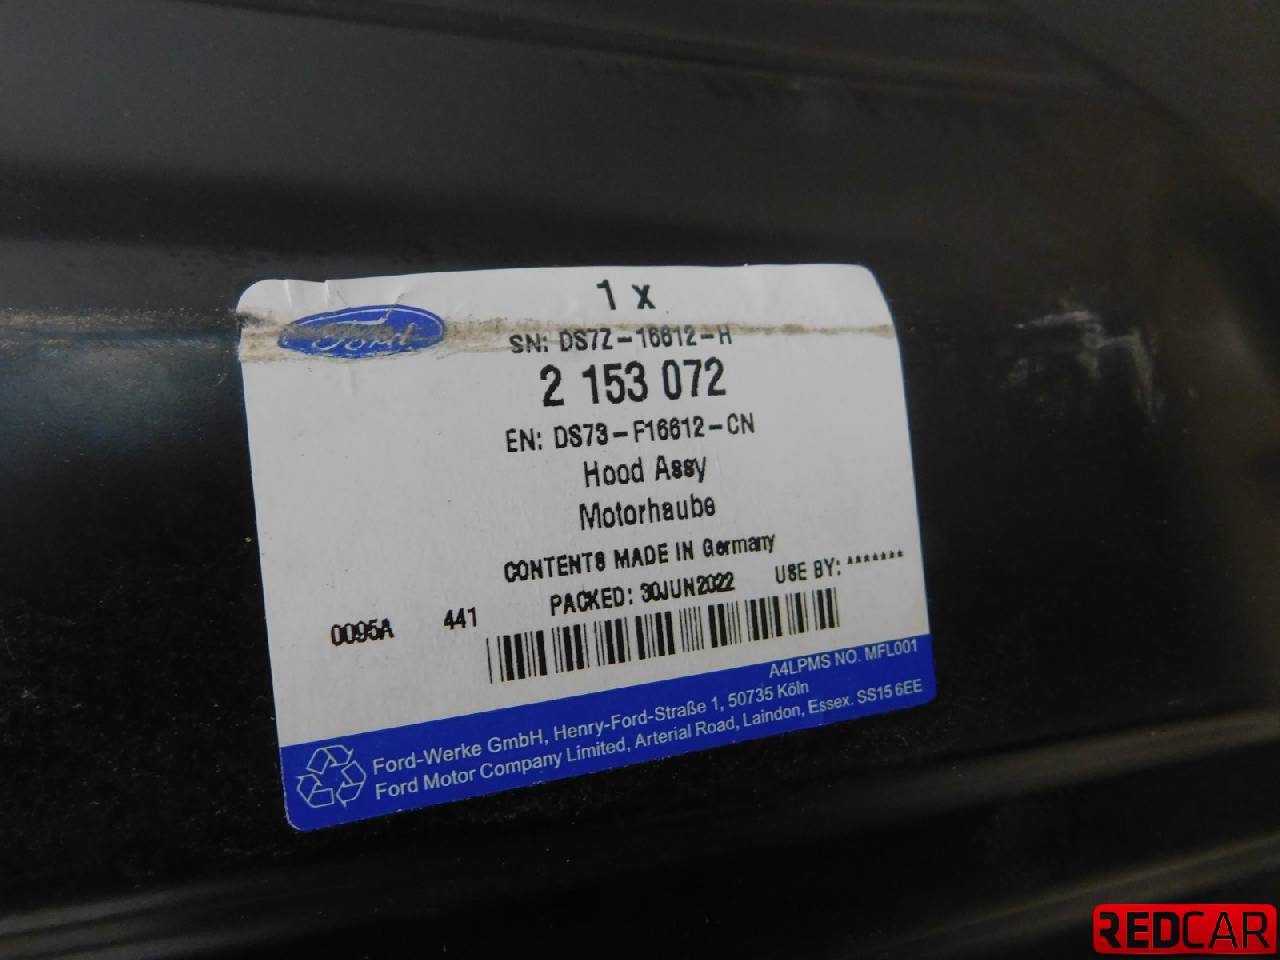 1 x
Ford
SN: DS7Z-16612-H
2 153 072
EN: DS73-F16612-CN
Hood Assy
Motorhaube
CONTENTS MADE IN Germany
PACKED: 30JUN2022 USE BY: *******
0095A 441
A4LPMS NO. MFL001
Ford-Werke GmbH, Henry-Ford-Straße 1, 50735 Köln
Ford Motor Company Limited, Arterial Road, Laindon, Essex. SS15 6EE
REDCAR